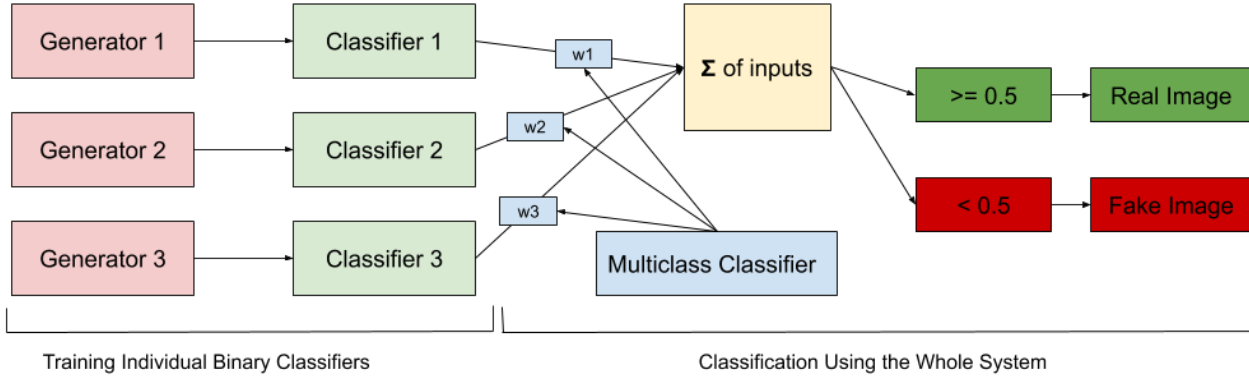 Generator 1
Classifier 1
w1
Σ of inputs
>= 0.5
Real Image
Generator 2
Classifier 2
w2
< 0.5
Fake Image
Generator 3
Classifier 3
w3
Multiclass Classifier
Training Individual Binary Classifiers
Classification Using the Whole System